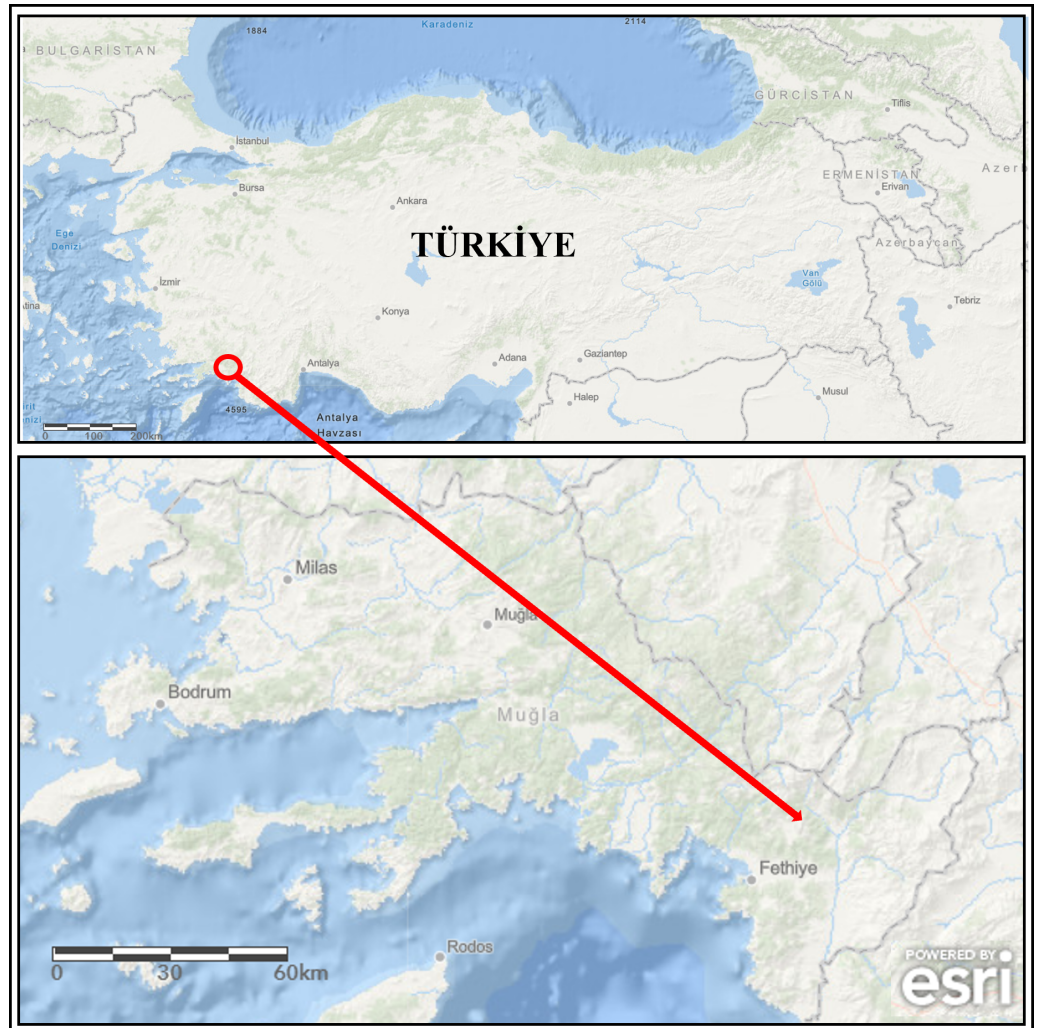 1884
Karadeniz
2114
BULGARİSTAN
GÜRCİSTAN
Tiflis
İstanbul
Bursa
ERMENİSTAN
Erivan
Azerb
Ankara
Ege
Denizi
TÜRKİYE
Azerbaycan
Van
Gölü
İzmir
Tebriz
Konya
Antalya
Adana
Gaziantep
Halep
Musul
4595
Antalya
Havzası
0 100 200km
Milas
Muğla
Bodrum
Muğla
Fethiye
Rodos
0 30 60km
POWERED BY
esri